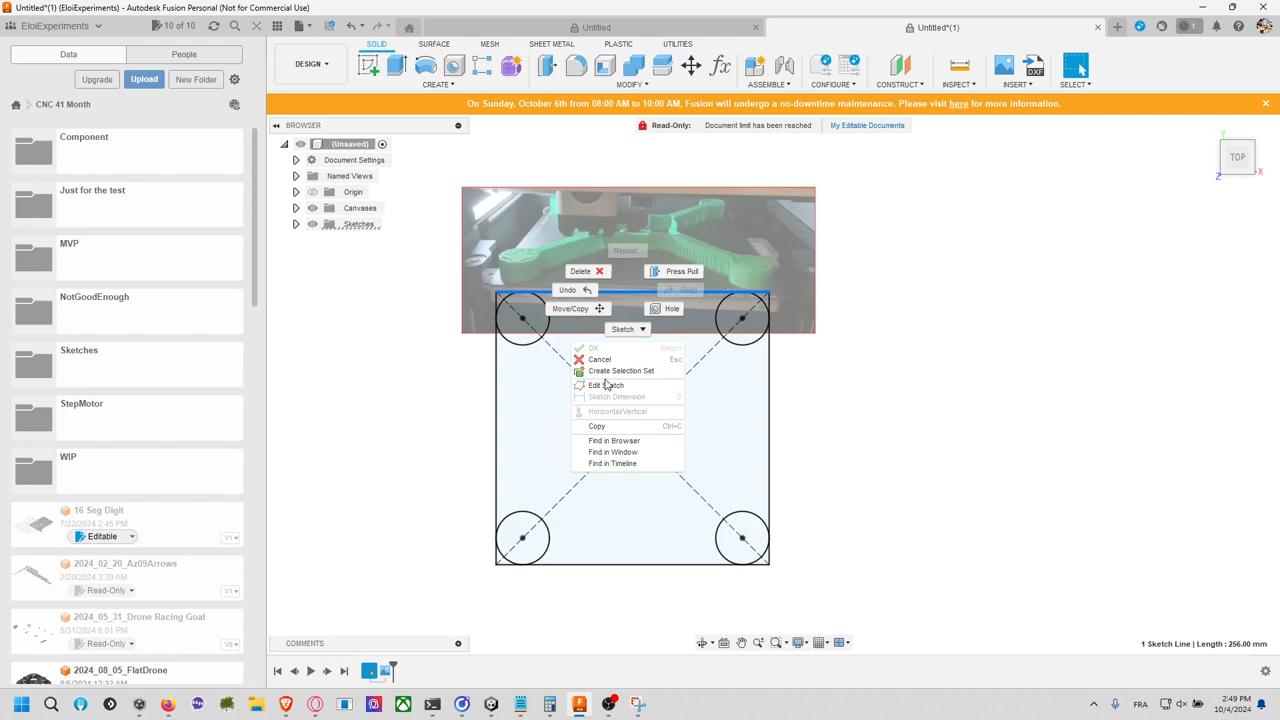 Untitled*(1) (Unsaved) - Autodesk Fusion Personal (Not for Commercial Use)
EloiExperiments
10 of 10
Untitled
Untitled*(1)
1
Data
People
DESIGN
SOLID
SURFACE
MESH
SHEET METAL
PLASTIC
UTILITIES
Upgrade
Upload
New Folder
CREATE
MODIFY
ASSEMBLE
CONFIGURE
CONSTRUCT
INSPECT
INSERT
SELECT
DXF
CNC 41 Month
On Sunday, October 6th from 08:00 AM to 10:00 AM, Fusion will undergo a no-downtime maintenance. Please visit here for more information.
BROWSER
Read-Only:
Document limit has been reached
My Editable Documents
Component
(Unsaved)
Document Settings
Named Views
Origin
Canvases
Sketches
TOP
X
Y
Z
Just for the test
MVP
NotGoodEnough
Sketches
StepMotor
WIP
Repeat...
Delete
Press Pull
Undo
Redo
Move/Copy
Hole
Sketch
OK Return
Cancel Esc
Create Selection Set
Edit Sketch
Sketch Dimension D
Horizontal/Vertical
Copy Ctrl+C
Find in Browser
Find in Window
Find in Timeline
16 Seg Digit
7/22/2024 2:45 PM
Editable
V1
2024_02_20_Az09Arrows
2/20/2024 3:39 AM
Read-Only
V1
2024_05_31_Drone Racing Goal
5/31/2024 6:01 PM
Read-Only
V8
2024_08_05_FlatDrone
COMMENTS
1 Sketch Line | Length : 256.00 mm
FRA
2:49 PM
10/4/2024